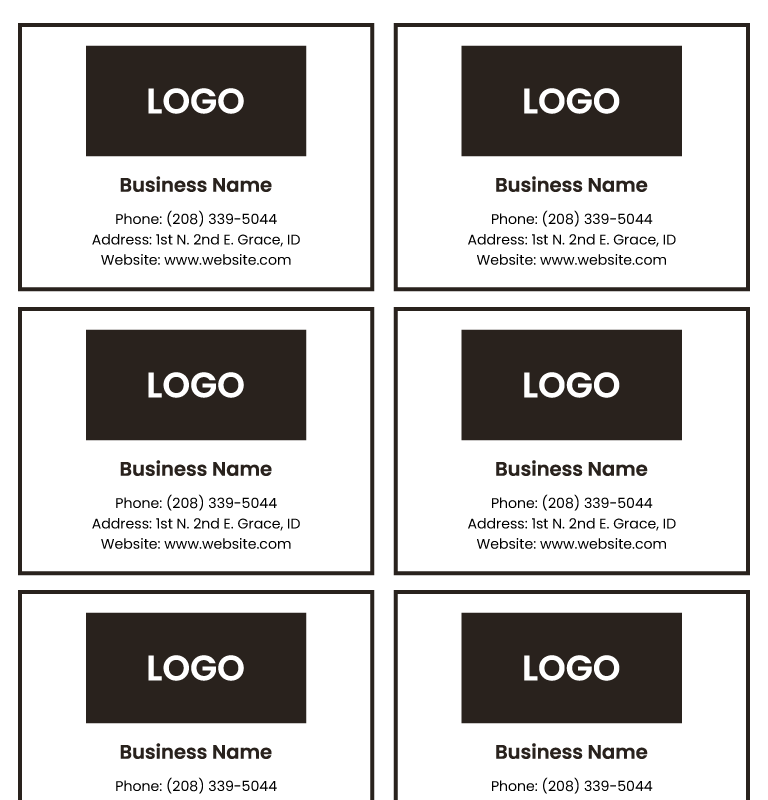 LOGO
Business Name
Phone: (208) 339-5044
Address: 1st N. 2nd E. Grace, ID
Website: www.website.com
LOGO
Business Name
Phone: (208) 339-5044
Address: 1st N. 2nd E. Grace, ID
Website: www.website.com
LOGO
Business Name
Phone: (208) 339-5044
Address: 1st N. 2nd E. Grace, ID
Website: www.website.com
LOGO
Business Name
Phone: (208) 339-5044
Address: 1st N. 2nd E. Grace, ID
Website: www.website.com
LOGO
Business Name
Phone: (208) 339-5044
LOGO
Business Name
Phone: (208) 339-5044